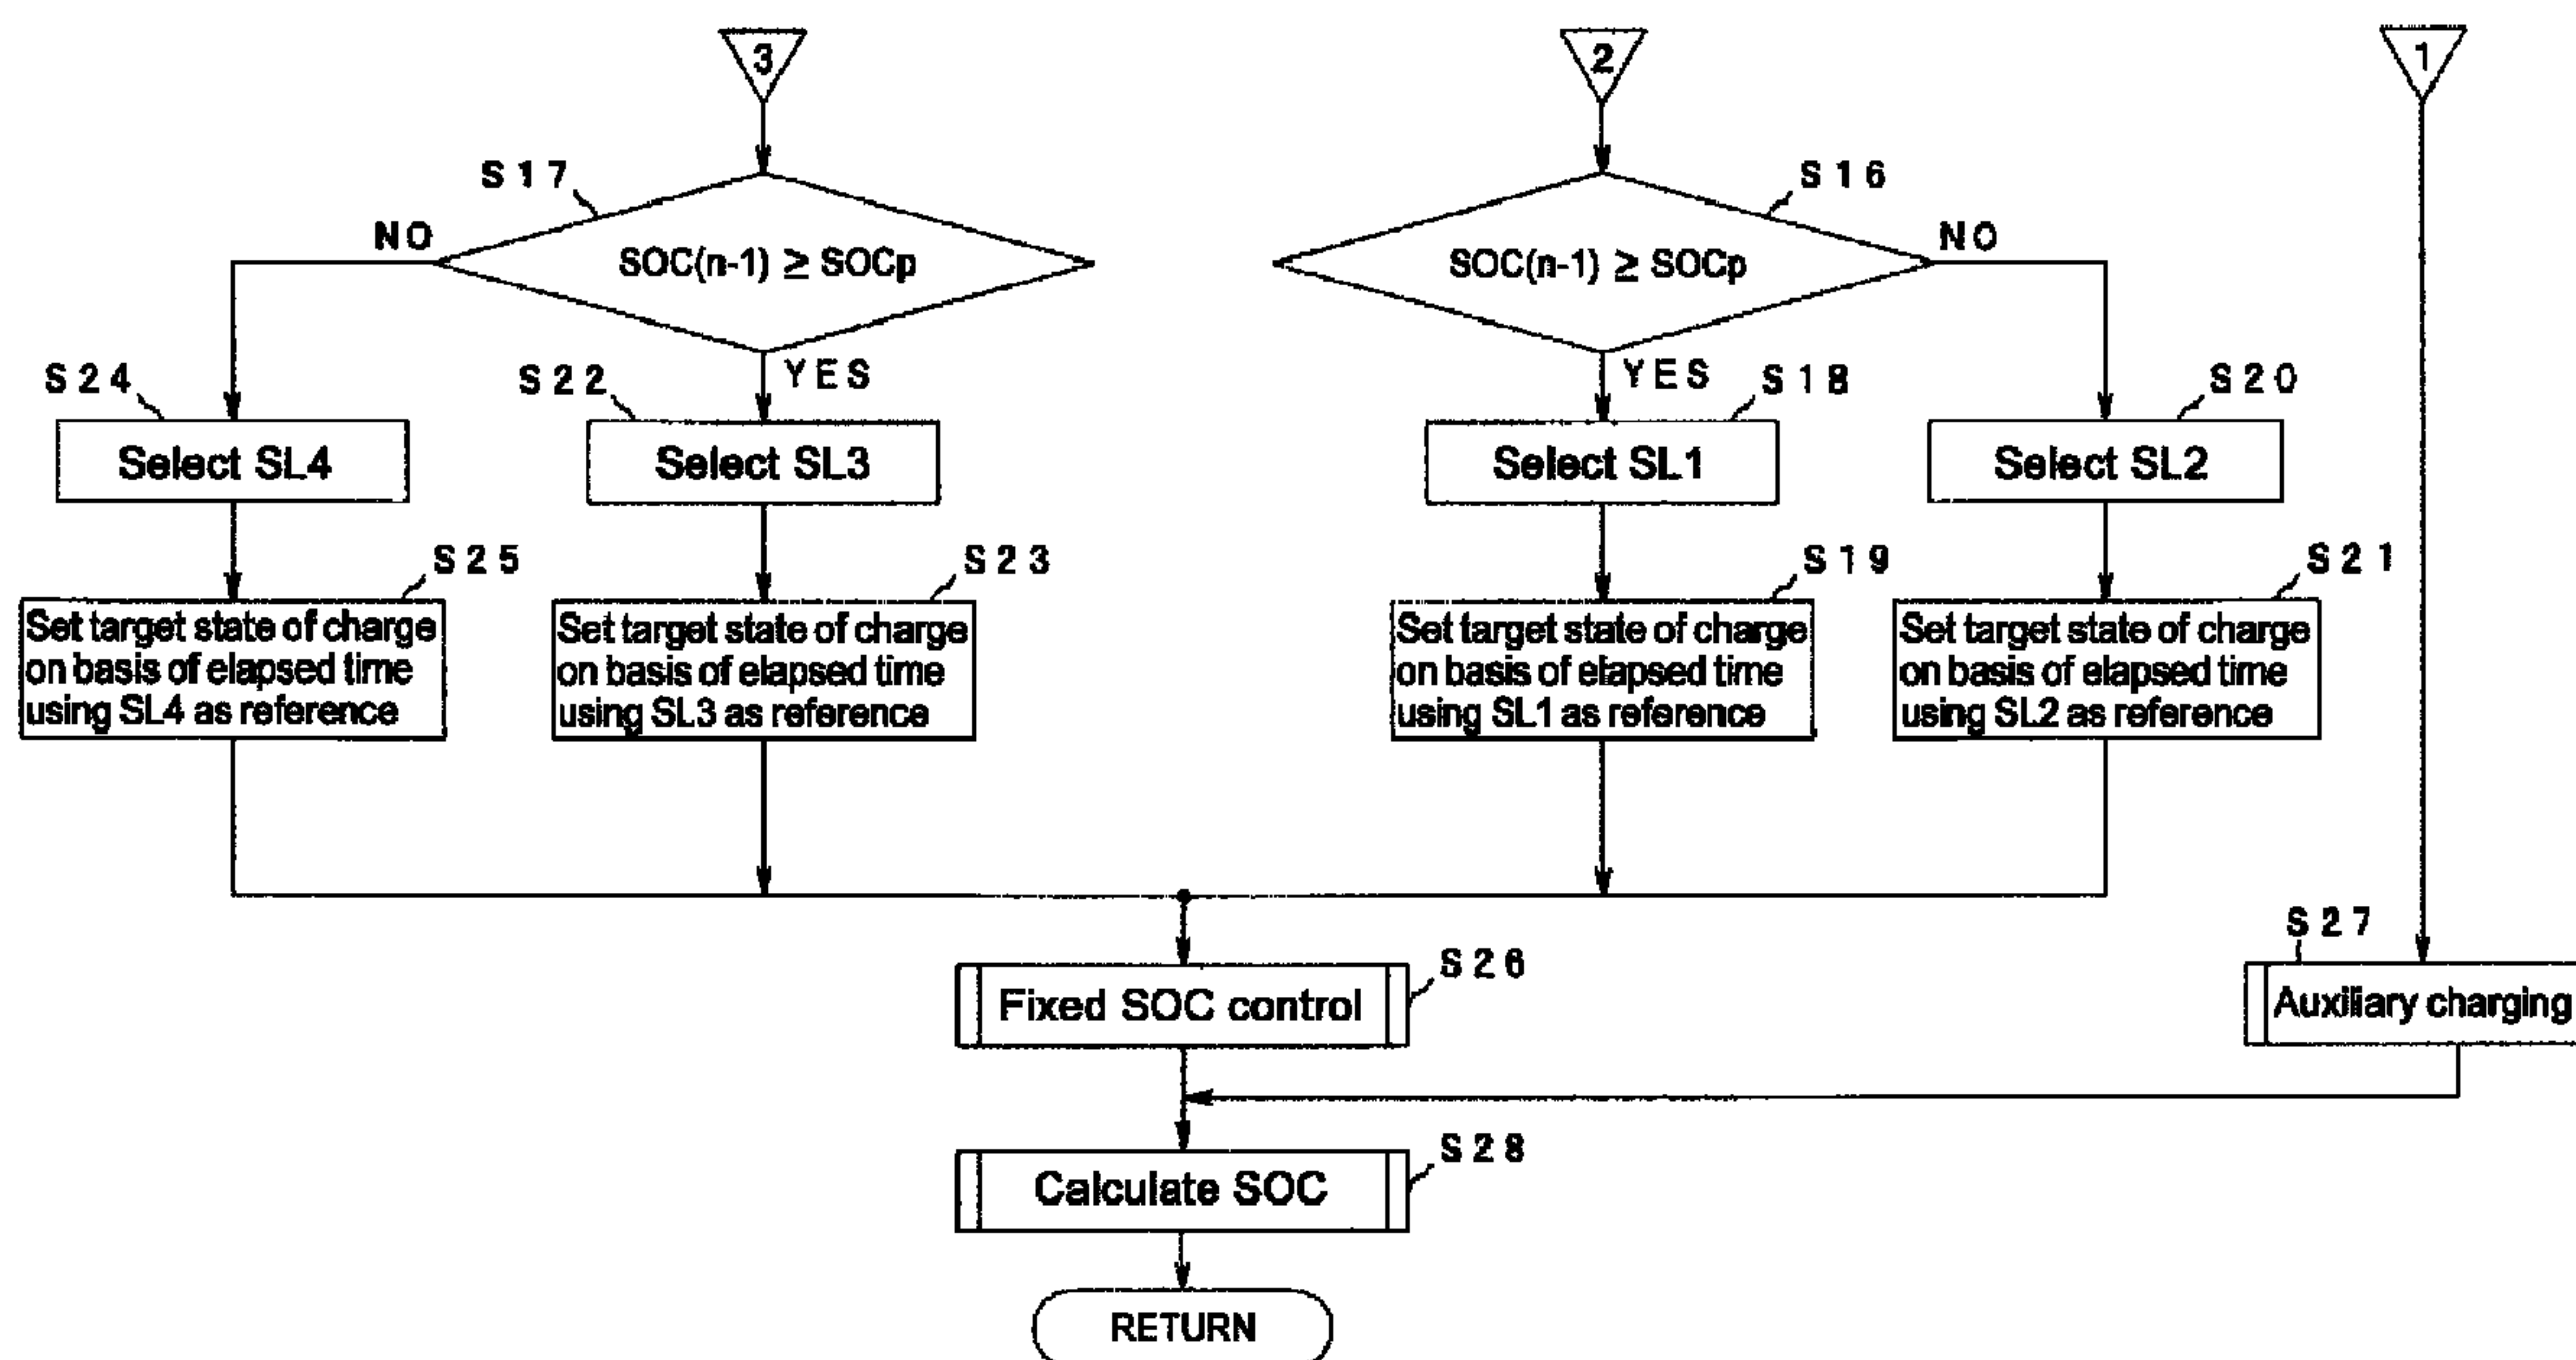 3
2
1
S17
S16
NO
SOC(n-1) ≥ SOCp
SOC(n-1) ≥ SOCp
NO
S24
S22
YES
YES
S18
S20
Select SL4
Select SL3
Select SL1
Select SL2
S25
S23
S19
S21
Set target state of charge
on basis of elapsed time
using SL4 as reference
Set target state of charge
on basis of elapsed time
using SL3 as reference
Set target state of charge
on basis of elapsed time
using SL1 as reference
Set target state of charge
on basis of elapsed time
using SL2 as reference
S27
S26
Fixed SOC control
Auxiliary charging
S28
Calculate SOC
RETURN